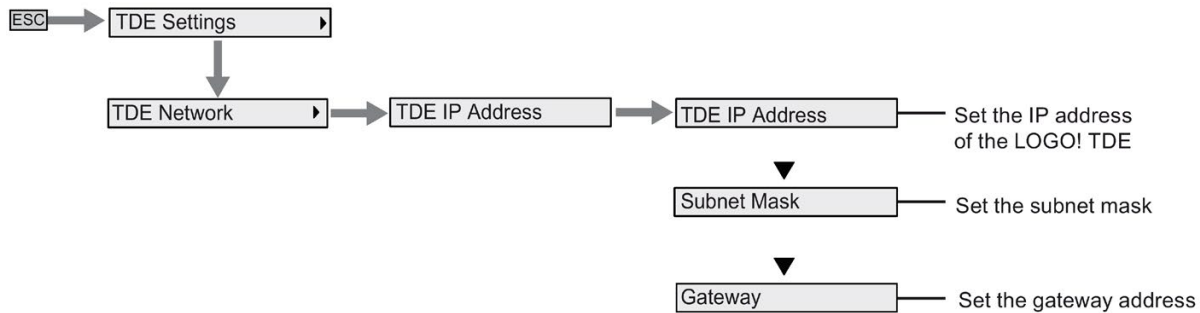 ESC
TDE Settings
TDE Network
TDE IP Address
TDE IP Address
Set the IP address
of the LOGO! TDE
Subnet Mask
Set the subnet mask
Gateway
Set the gateway address